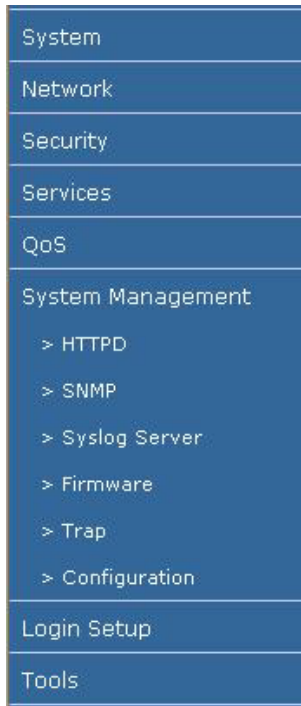 System
Network
Security
Services
QoS
System Management
> HTTPD
> SNMP
> Syslog Server
> Firmware
> Trap
> Configuration
Login Setup
Tools